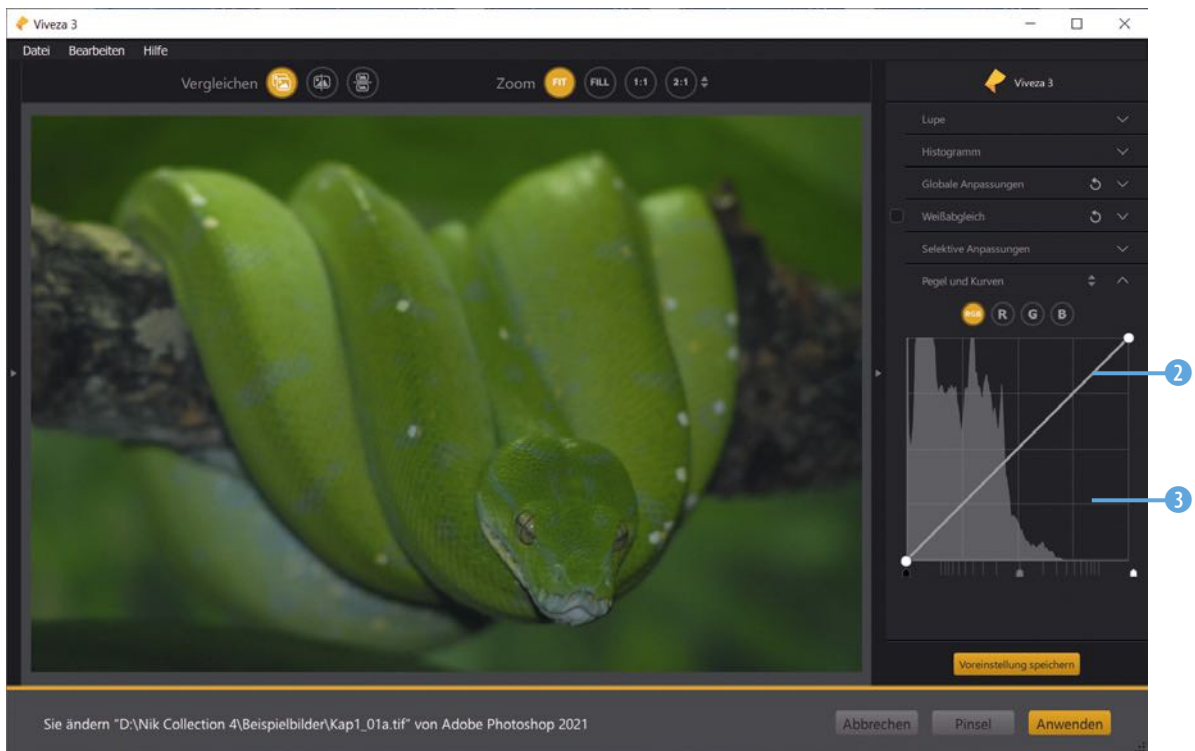 Viveza 3
Datei Bearbeiten Hilfe
Vergleichen Zoom FIT FILL 1:1 2:1
Viveza 3
Lupe
Histogramm
Globale Anpassungen
Weißabgleich
Selektive Anpassungen
Pegel und Kurven
RGB R G B
2
3
Voreinstellung speichern
Sie ändern "D:\Nik Collection 4\Beispielbilder\Kap1_01a.tif" von Adobe Photoshop 2021
Abbrechen Pinsel Anwenden